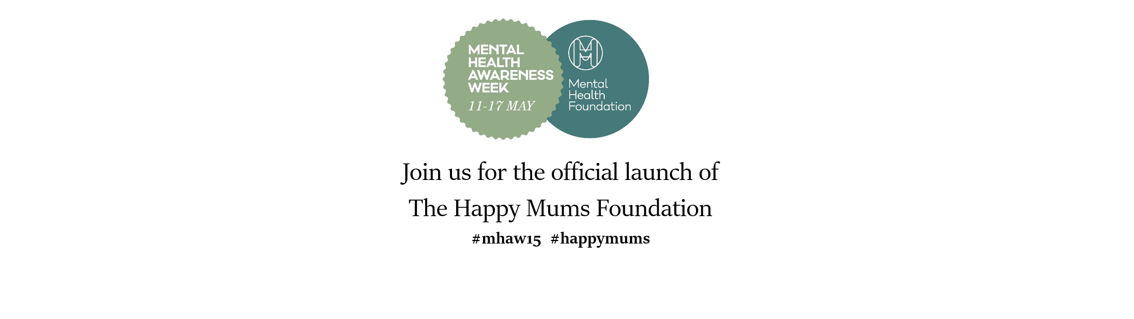 MENTAL
HEALTH
AWARENESS
WEEK
11-17 MAY
Mental
Health
Foundation
Join us for the official launch of
The Happy Mums Foundation
#mhaw15 #happymums